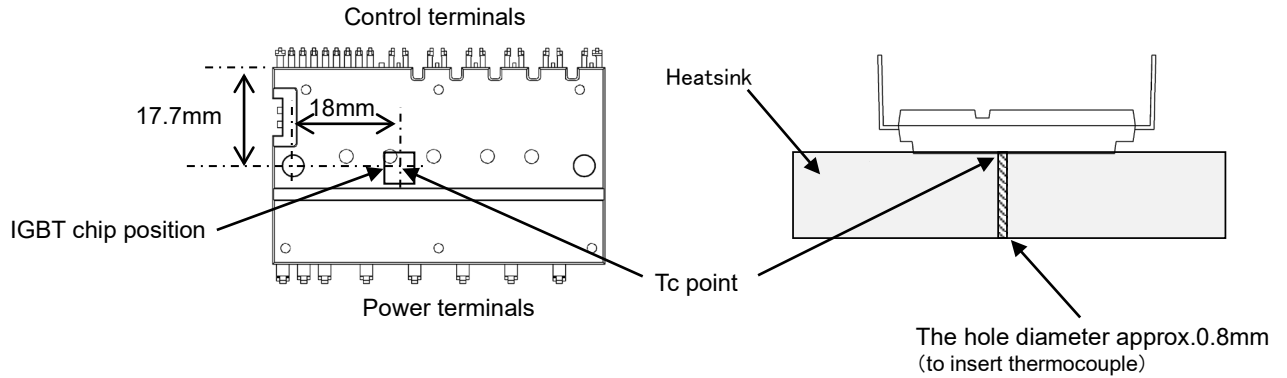 Control terminals
17.7mm
18mm
IGBT chip position
Power terminals
Tc point
Heatsink
The hole diameter approx.0.8mm
（to insert thermocouple）